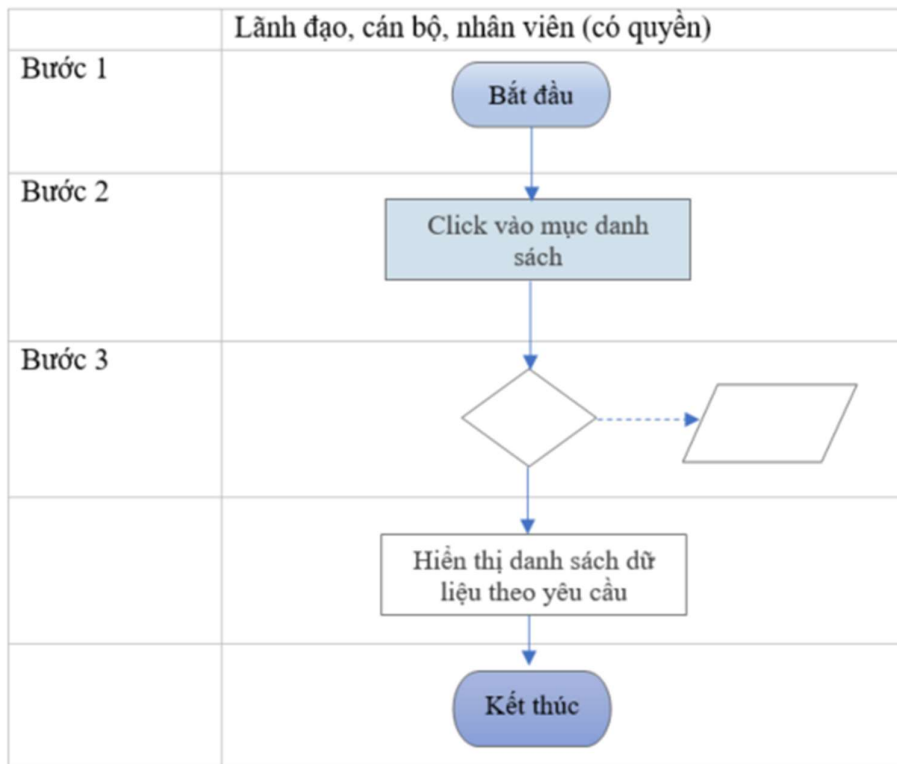 Lãnh đạo, cán bộ, nhân viên (có quyền)
Bước 1
Bắt đầu
Bước 2
Click vào mục danh
sách
Bước 3
Hiển thị danh sách dữ
liệu theo yêu cầu
Kết thúc